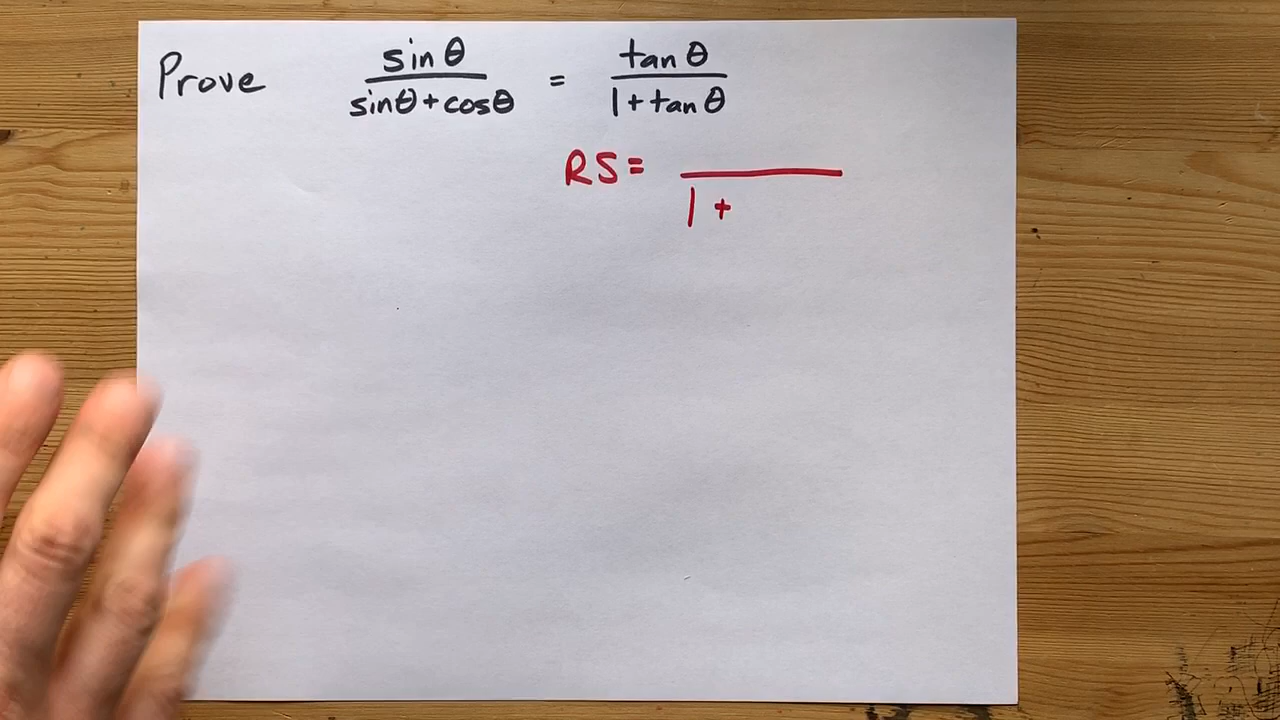 Prove sinθ / sinθ + cosθ = tanθ / 1 + tanθ
RS = —
1 +